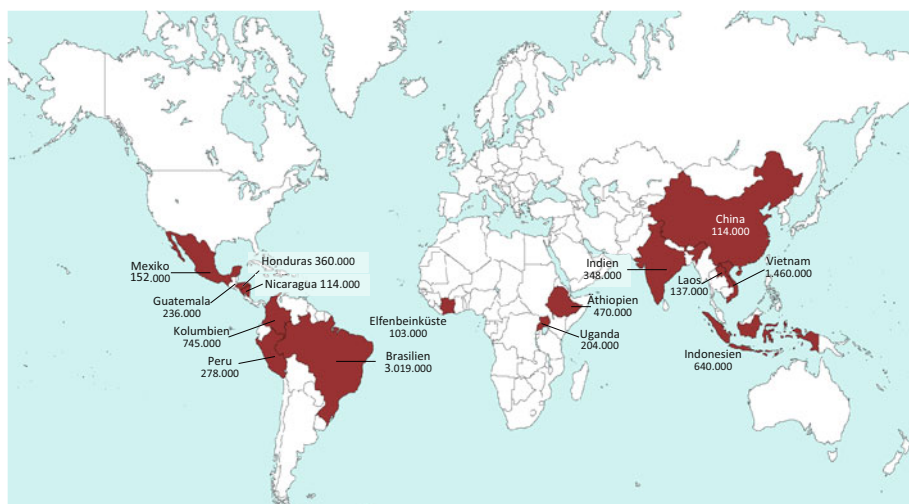 China
114.000
Honduras 360.000
Mexiko
152.000
Nicaragua 114.000
Indien
348.000
Vietnam
1.460.000
Laos
137.000
Guatemala
236.000
Äthiopien
470.000
Elfenbeinküste
103.000
Kolumbien
745.000
Uganda
204.000
Peru
278.000
Brasilien
3.019.000
Indonesien
640.000